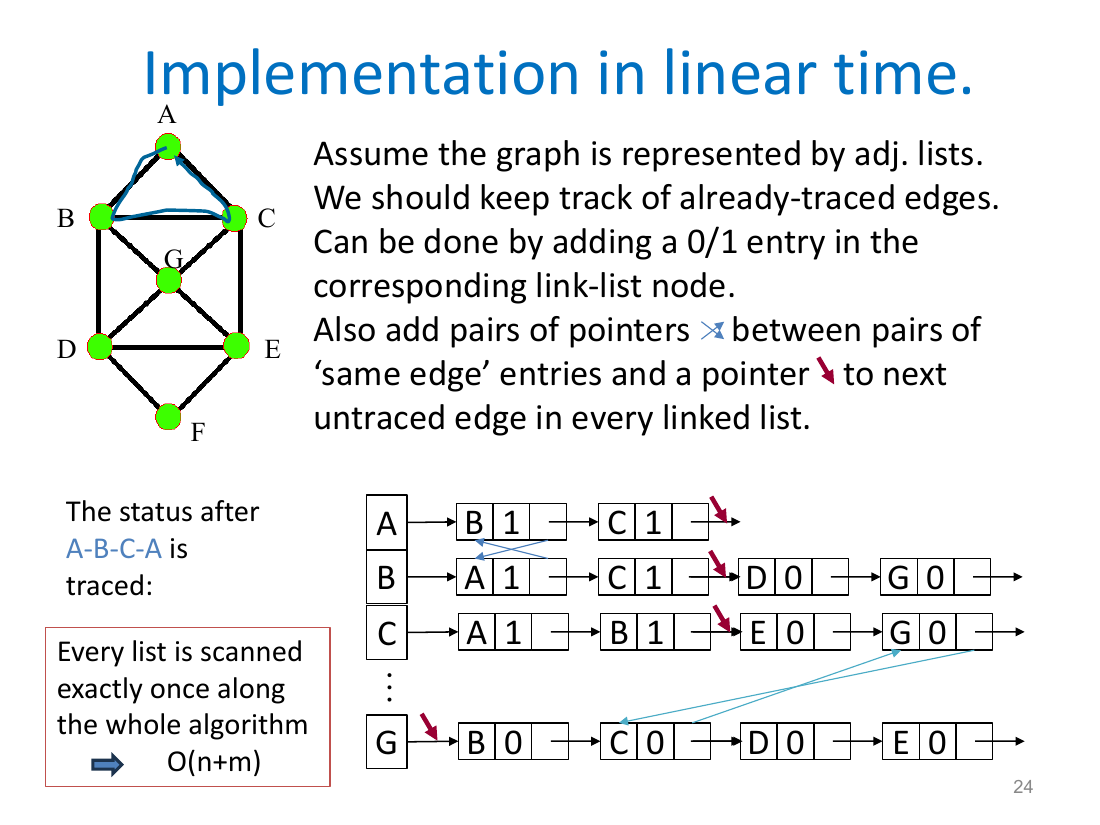 Implementation in linear time.
A
B
C
G
D
E
F
Assume the graph is represented by adj. lists.
We should keep track of already-traced edges.
Can be done by adding a 0/1 entry in the
corresponding link-list node.
Also add pairs of pointers between pairs of
‘same edge’ entries and a pointer to next
untraced edge in every linked list.
The status after
A-B-C-A is
traced:
Every list is scanned
exactly once along
the whole algorithm
O(n+m)
A B 1 C 1
B A 1 C 1 D 0 G 0
C A 1 B 1 E 0 G 0
⋮
G B 0 C 0 D 0 E 0
24